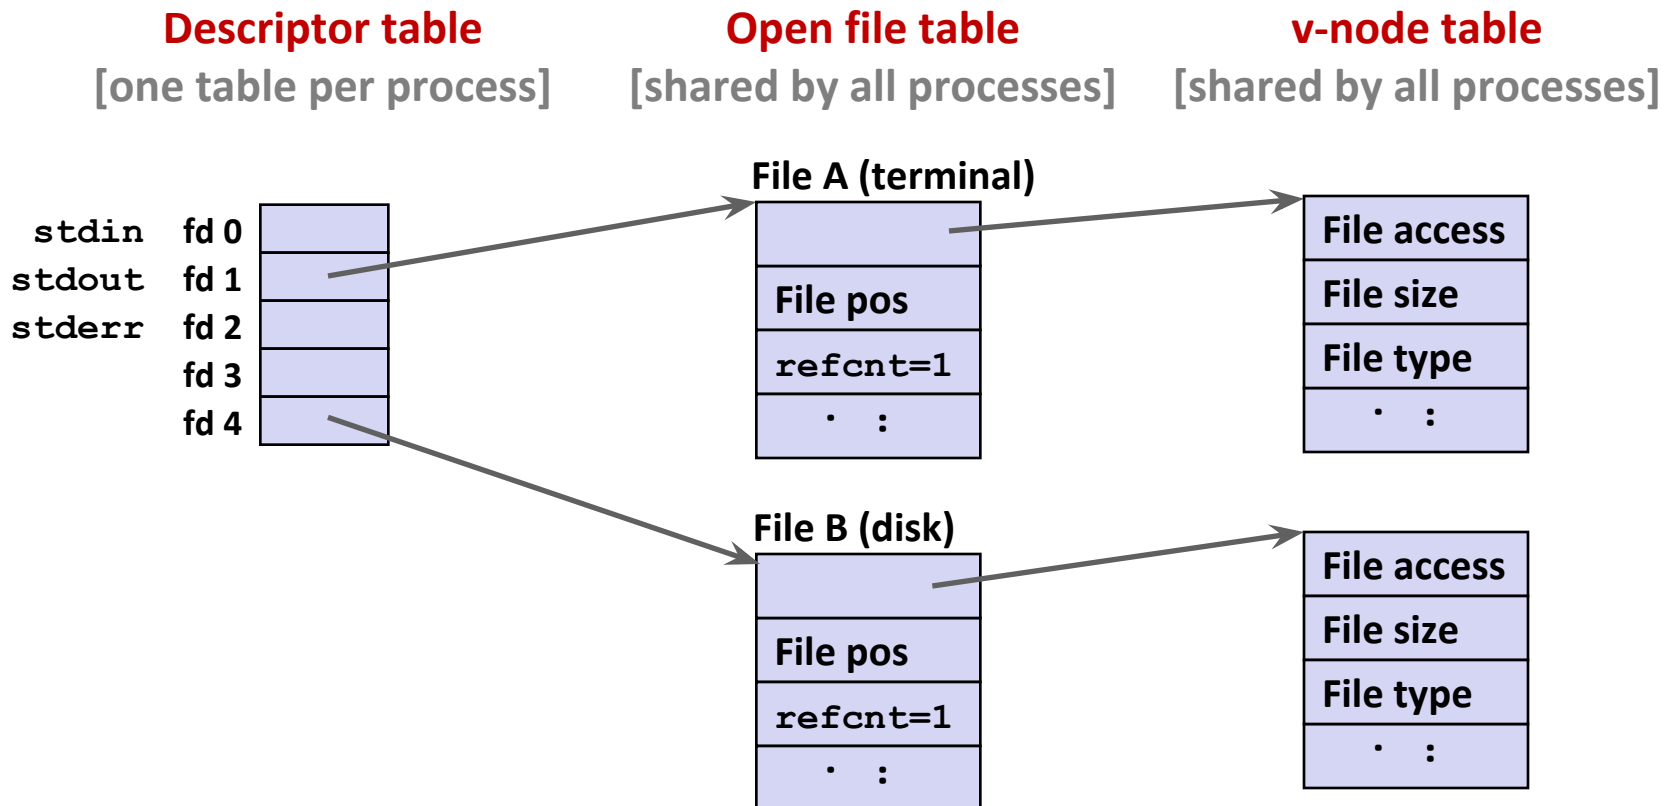 Descriptor table
[one table per process]
Open file table
[shared by all processes]
v-node table
[shared by all processes]
stdin fd 0
stdout fd 1
stderr fd 2
fd 3
fd 4
File A (terminal)
File pos
refcnt=1
. :
File access
File size
File type
. :
File B (disk)
File pos
refcnt=1
. :
File access
File size
File type
. :